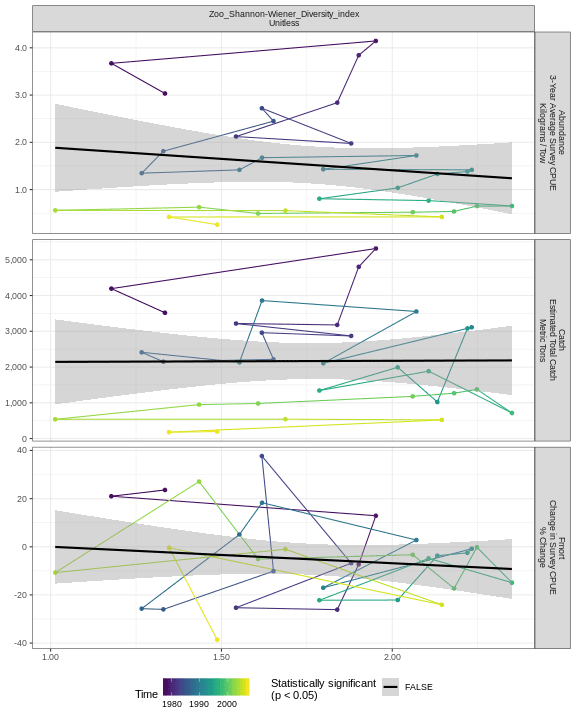 Zoo_Shannon-Wiener_Diversity_index
Unitless
4.0
3.0
2.0
1.0
Abundance
3-Year Average Survey CPUE
Kilograms / Tow
5,000
4,000
3,000
2,000
1,000
0
Catch
Estimated Total Catch
Metric Tons
40
20
0
-20
-40
Fmort
Change in Survey CPUE
% Change
1.00
1.50
2.00
Time
1980 1990 2000
Statistically significant
(p < 0.05)
FALSE